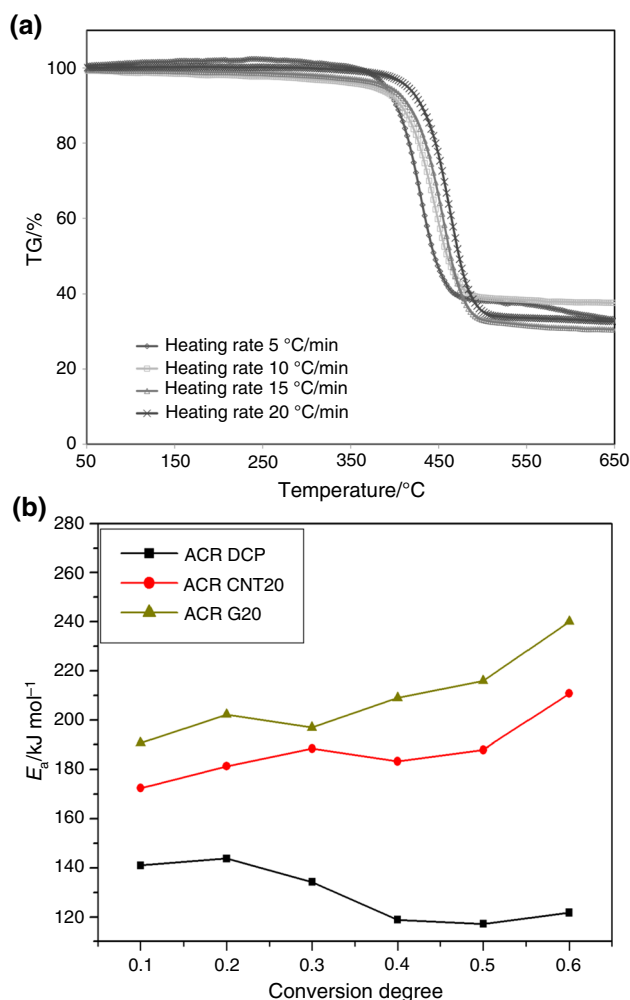 (a)
100
80
60
40
20
0
TG/%
Heating rate 5 °C/min
Heating rate 10 °C/min
Heating rate 15 °C/min
Heating rate 20 °C/min
50 150 250 350 450 550 650
Temperature/°C
(b)
280
260
240
220
200
180
160
140
120
Eₐ/kJ mol⁻¹
ACR DCP
ACR CNT20
ACR G20
0.1 0.2 0.3 0.4 0.5 0.6
Conversion degree